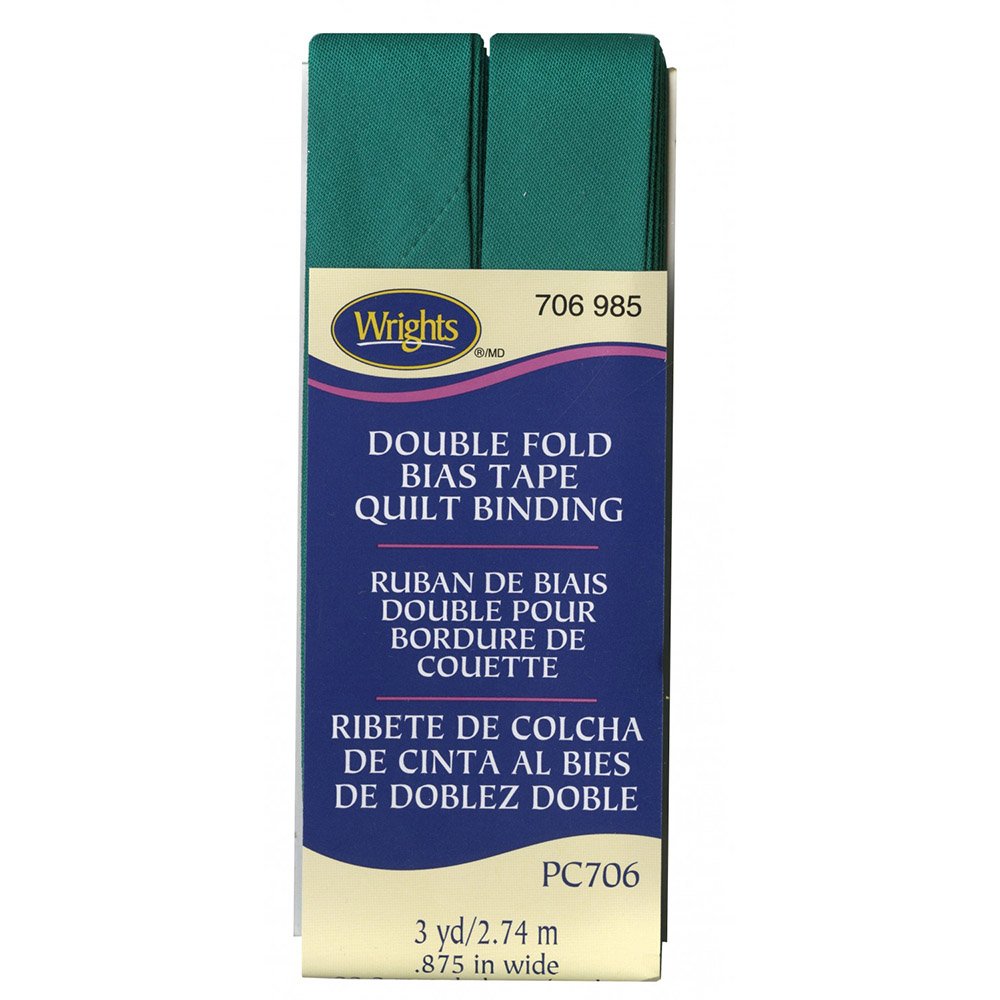 Wrights
®/MD
706 985
DOUBLE FOLD
BIAS TAPE
QUILT BINDING
RUBAN DE BIAIS
DOUBLE POUR
BORDURE DE
COUETTE
RIBETE DE COLCHA
DE CINTA AL BIES
DE DOBLEZ DOBLE
PC706
3 yd/2.74 m
.875 in wide